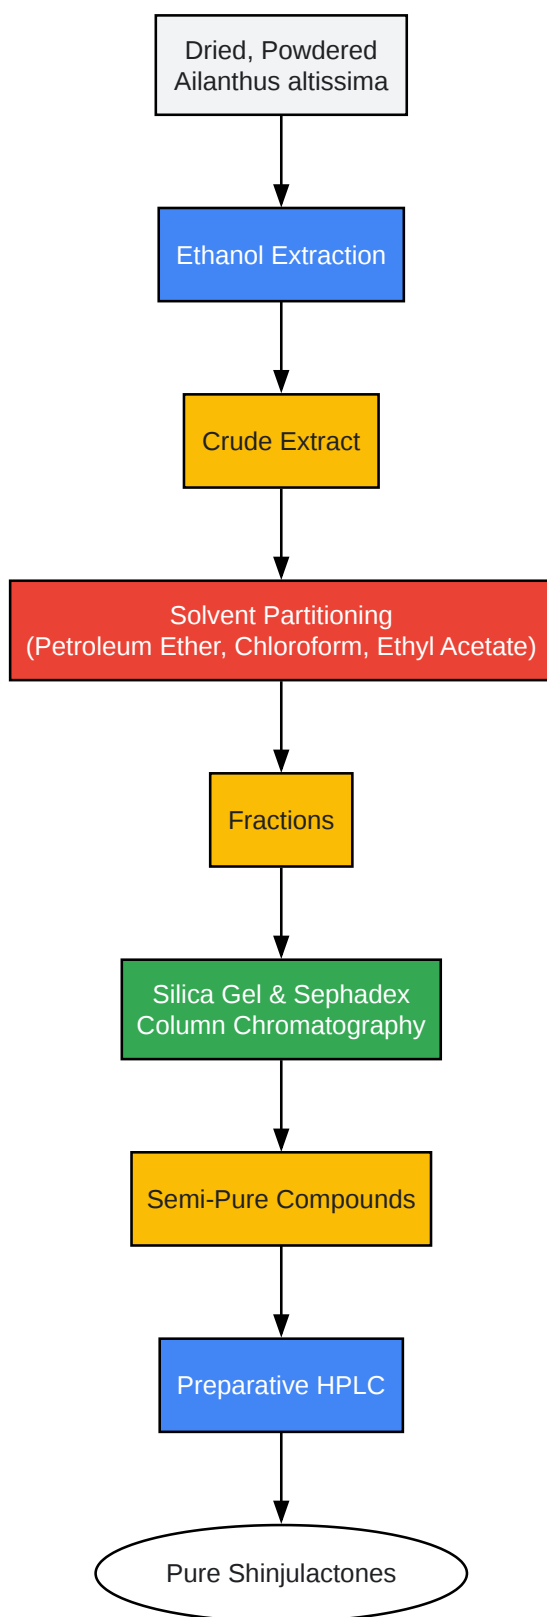 Dried, Powdered
Ailanthus altissima
Ethanol Extraction
Crude Extract
Solvent Partitioning
(Petroleum Ether, Chloroform, Ethyl Acetate)
Fractions
Silica Gel & Sephadex
Column Chromatography
Semi-Pure Compounds
Preparative HPLC
Pure Shinjulactones